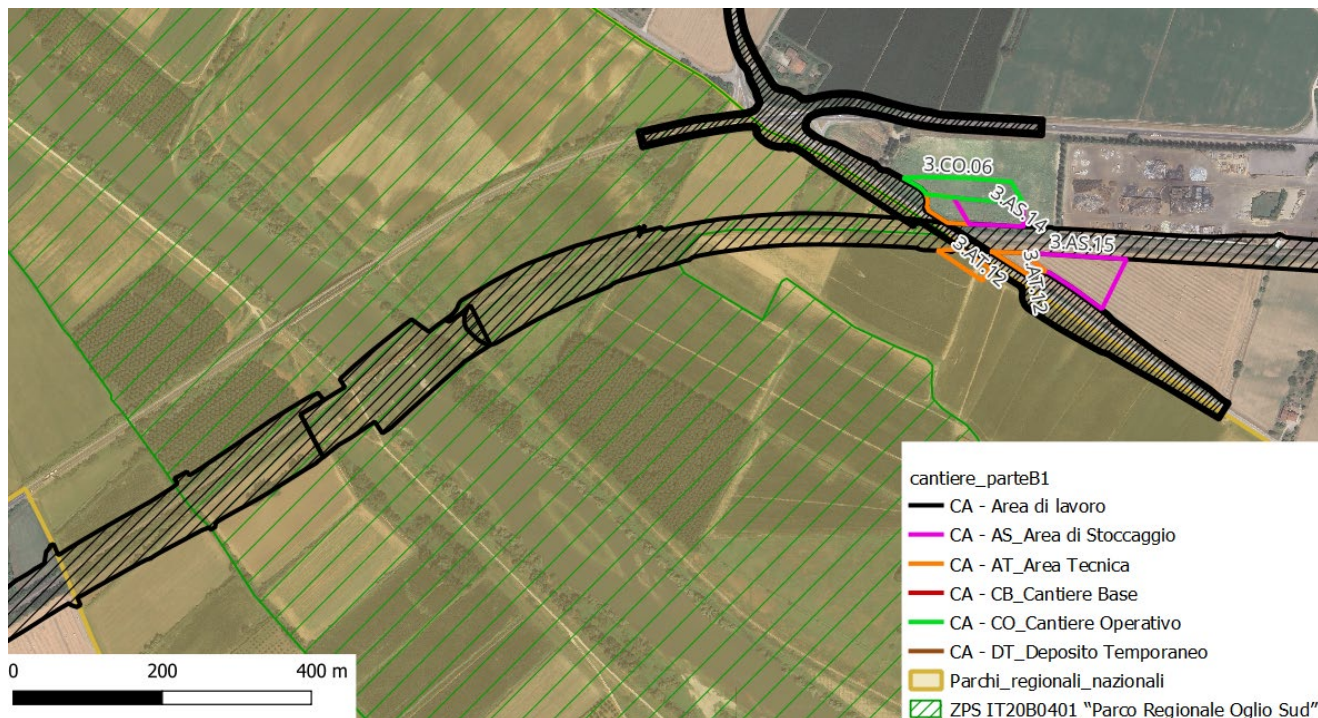 3.CO.06
3.AS.14
3.AS.15
3.AT.12
3.AT.12
cantiere_parteB1
CA - Area di lavoro
CA - AS_Area di Stoccaggio
CA - AT_Area Tecnica
CA - CB_Cantiere Base
CA - CO_Cantiere Operativo
CA - DT_Deposito Temporaneo
Parchi_regionali_nazionali
ZPS IT20B0401 "Parco Regionale Oglio Sud"
0 200 400 m